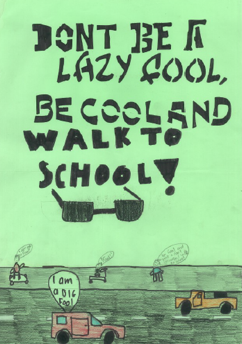 DONT BE A
LAZY FOOL,
BE COOL AND
WALK TO
SCHOOL!
I am
a BIG
Fool